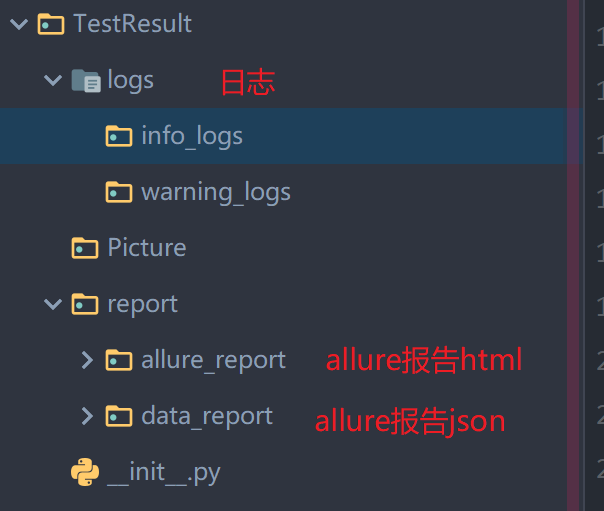 TestResult
logs 日志
info_logs
warning_logs
Picture
report
allure_report allure报告html
data_report allure报告json
__init__.py